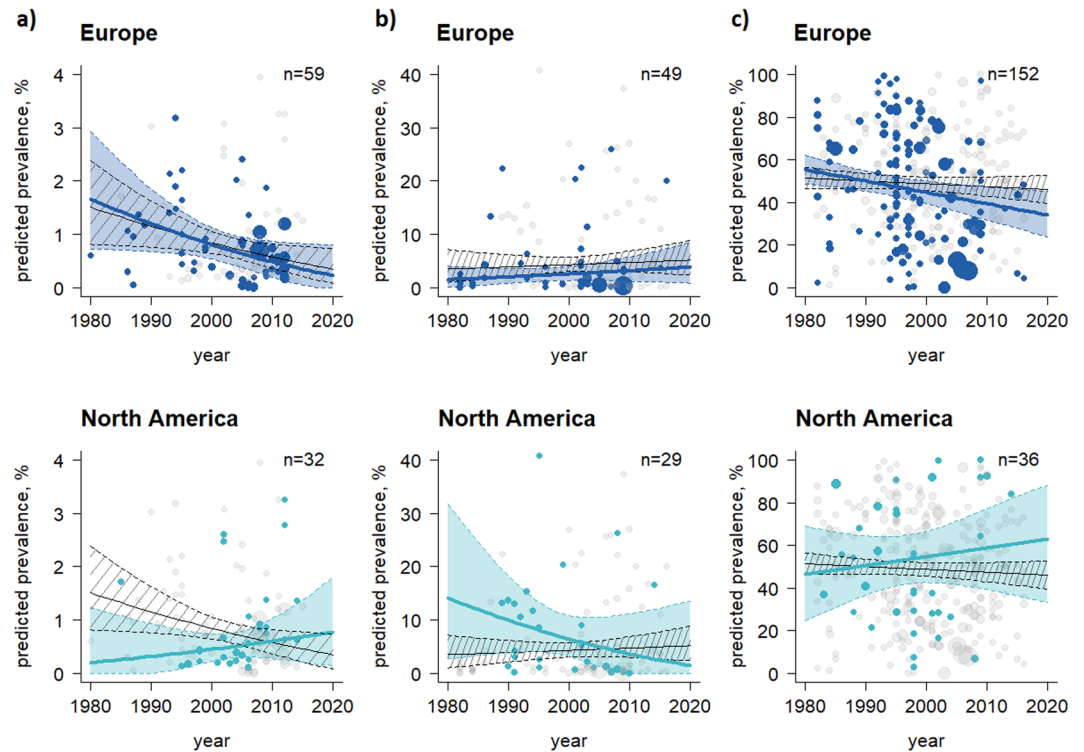 a)
Europe
predicted prevalence, %
n=59
4
3
2
1
0
1980 1990 2000 2010 2020
year
b)
Europe
predicted prevalence, %
n=49
40
30
20
10
0
1980 1990 2000 2010 2020
year
c)
Europe
predicted prevalence, %
n=152
100
80
60
40
20
0
1980 1990 2000 2010 2020
year
North America
predicted prevalence, %
n=32
4
3
2
1
0
1980 1990 2000 2010 2020
year
North America
predicted prevalence, %
n=29
40
30
20
10
0
1980 1990 2000 2010 2020
year
North America
predicted prevalence, %
n=36
100
80
60
40
20
0
1980 1990 2000 2010 2020
year